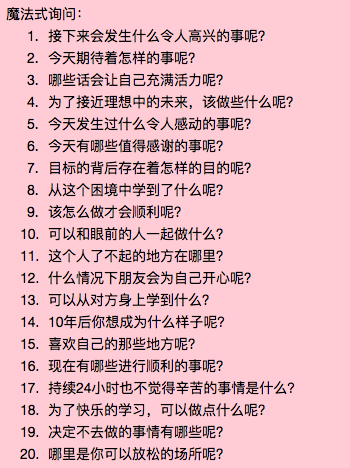 魔法式询问：
1. 接下来会发生什么令人高兴的事呢？
2. 今天期待着怎样的事呢？
3. 哪些话会让自己充满活力呢？
4. 为了接近理想中的未来，该做些什么呢？
5. 今天发生过什么令人感动的事呢？
6. 今天有哪些值得感谢的事呢？
7. 目标的背后存在着怎样的目的呢？
8. 从这个困境中学到了什么呢？
9. 该怎么做才会顺利呢？
10. 可以和眼前的人一起做什么？
11. 这个人了不起的地方在哪里？
12. 什么情况下朋友会为自己开心呢？
13. 可以从对方身上学到什么？
14. 10年后你想成为什么样子呢？
15. 喜欢自己的那些地方呢？
16. 现在有哪些进行顺利的事呢？
17. 持续24小时也不觉得辛苦的事情是什么？
18. 为了快乐的学习，可以做点什么呢？
19. 决定不去做的事情有哪些呢？
20. 哪里是你可以放松的场所呢？